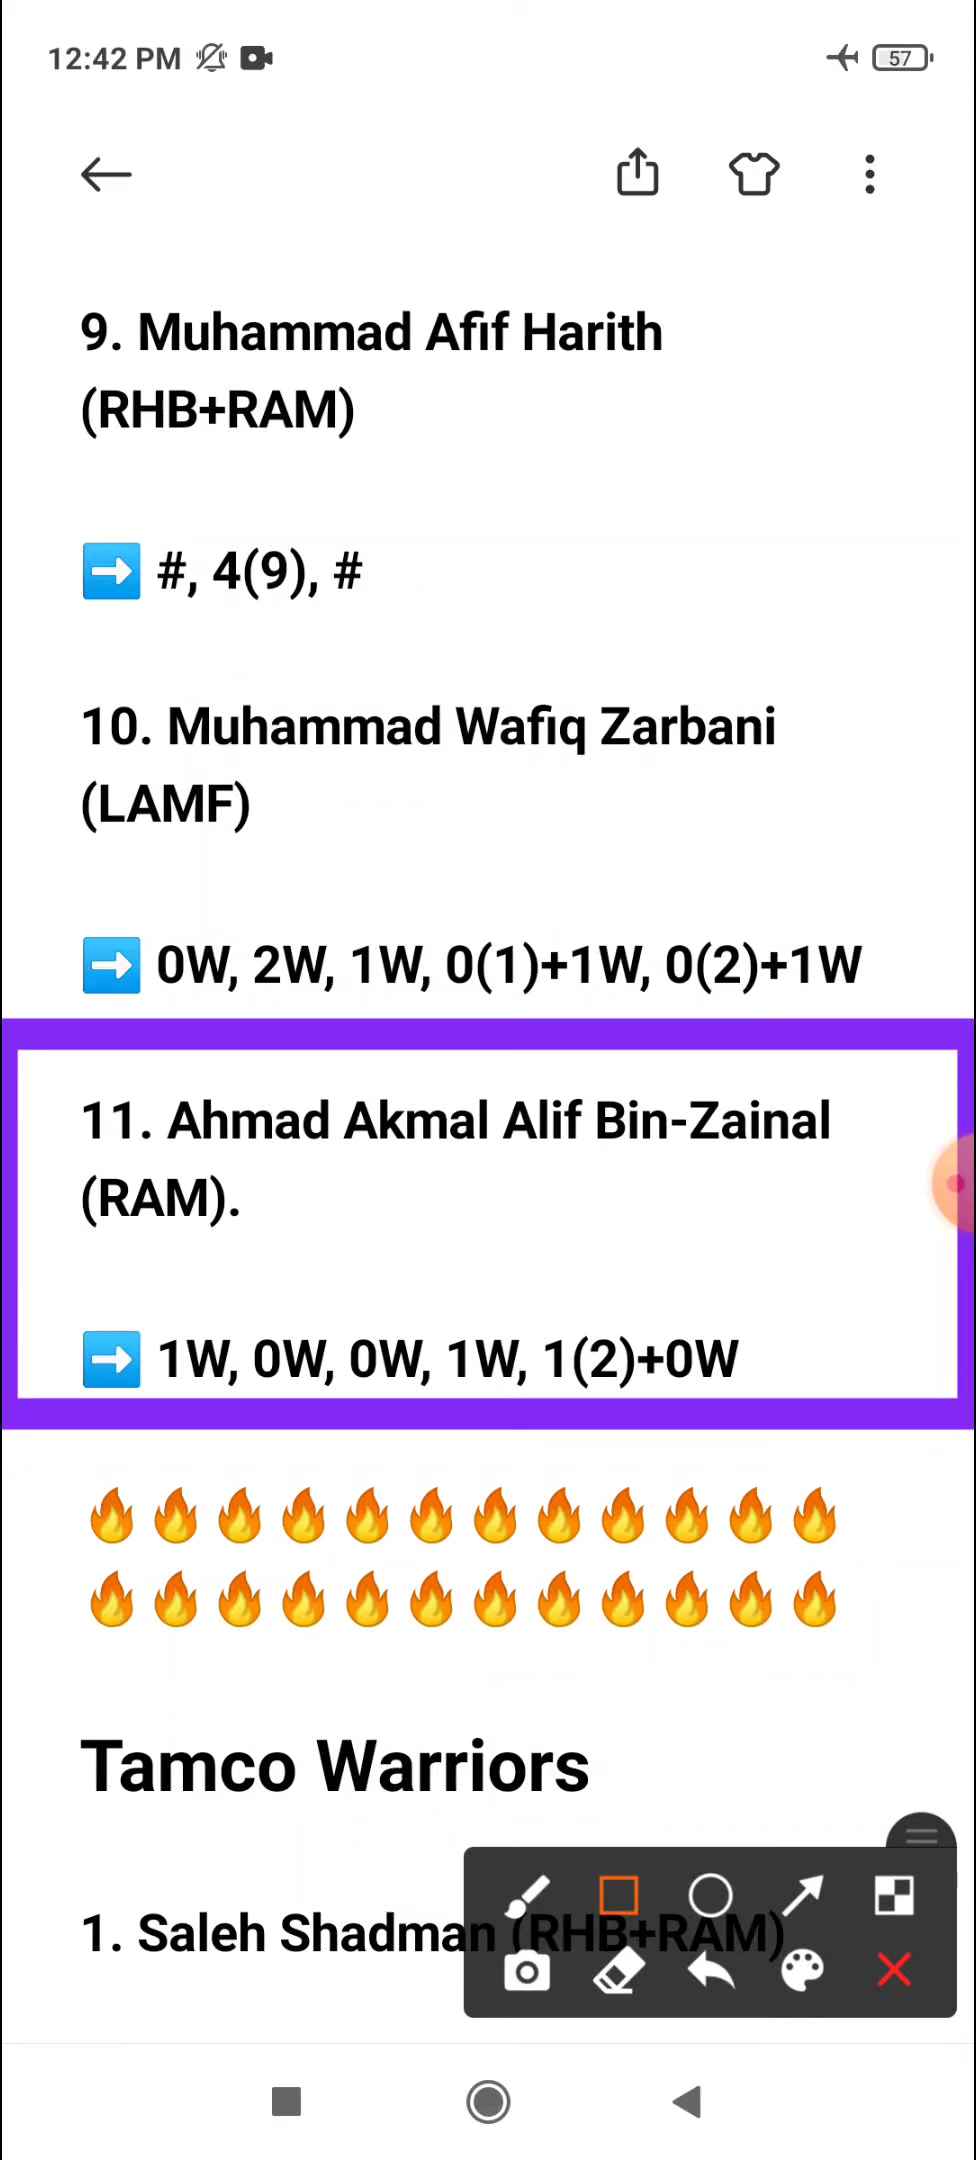 12:42 PM
57
9. Muhammad Afif Harith
(RHB+RAM)
➡️ #, 4(9), #
10. Muhammad Wafiq Zarbani
(LAMF)
➡️ 0W, 2W, 1W, 0(1)+1W, 0(2)+1W
11. Ahmad Akmal Alif Bin-Zainal
(RAM).
➡️ 1W, 0W, 0W, 1W, 1(2)+0W
🔥🔥🔥🔥🔥🔥🔥🔥🔥🔥🔥🔥
🔥🔥🔥🔥🔥🔥🔥🔥🔥🔥🔥🔥
Tamco Warriors
1. Saleh Shadman (RHB+RAM)